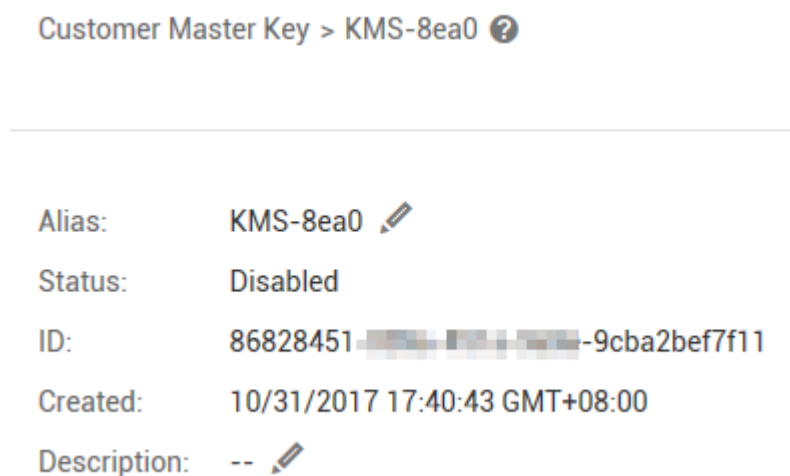 Customer Master Key > KMS-8ea0 ?
Alias: KMS-8ea0
Status: Disabled
ID: 86828451- -9cba2bef7f11
Created: 10/31/2017 17:40:43 GMT+08:00
Description: --